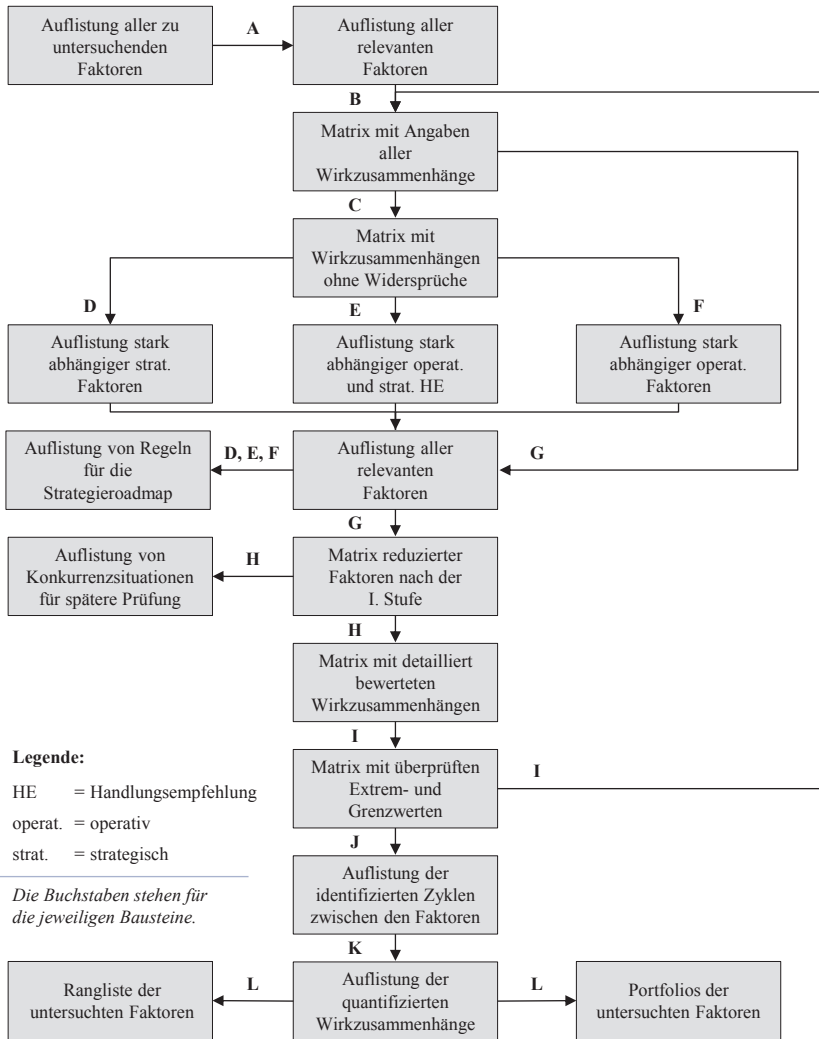 Auflistung aller zu
untersuchenden
Faktoren
A
Auflistung aller
relevanten
Faktoren
B
Matrix mit Angaben
aller
Wirkzusammenhänge
C
Matrix mit
Wirkzusammenhängen
ohne Widersprüche
D
E
F
Auflistung stark
abhängiger strat.
Faktoren
Auflistung stark
abhängiger operat.
und strat. HE
Auflistung stark
abhängiger operat.
Faktoren
Auflistung von Regeln
für die
Strategieroadmap
D, E, F
Auflistung aller
relevanten
Faktoren
G
G
Auflistung von
Konkurrenzsituationen
für spätere Prüfung
H
Matrix reduzierter
Faktoren nach der
I. Stufe
H
Matrix mit detailliert
bewerteten
Wirkzusammenhängen
I
Matrix mit überprüften
Extrem- und
Grenzwerten
I
J
Auflistung der
identifizierten Zyklen
zwischen den Faktoren
K
Legende:
HE = Handlungsempfehlung
operat. = operativ
strat. = strategisch
Die Buchstaben stehen für
die jeweiligen Bausteine.
Rangliste der
untersuchten Faktoren
L
Auflistung der
quantifizierten
Wirkzusammenhänge
L
Portfolios der
untersuchten Faktoren